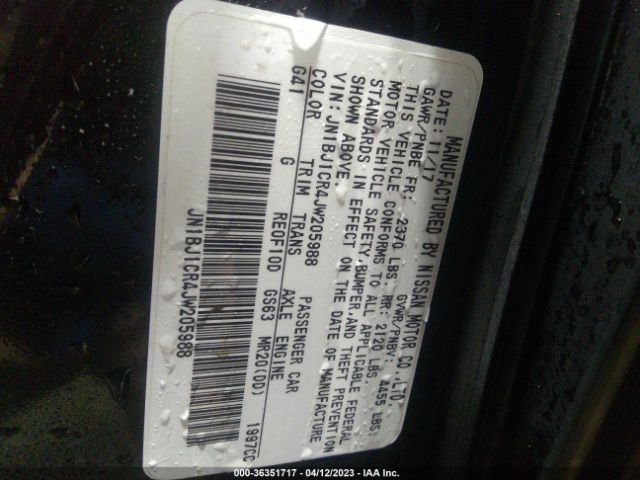 MANUFACTURED BY NISSAN MOTOR CO.,LTD.
DATE: 11/17 GVWR/PNBV: 4455 LBS:
GAWR/PNBE FR: 2370 LBS: RR: 2120 LBS.
THIS VEHICLE CONFORMS TO ALL APPLICABLE FEDERAL
MOTOR VEHICLE SAFETY,BUMPER,AND THEFT PREVENTION
STANDARDS IN EFFECT ON THE DATE OF MANUFACTURE
SHOWN ABOVE.
VIN:JN1BJ1CR4JW205988 PASSENGER CAR
COLOR TRIM TRANS AXLE ENGINE
G41 G RE0F10D GS63 MR20(DD) 1997CC
JN1BJ1CR4JW205988
000-36351717 - 04/12/2023 - IAA Inc.